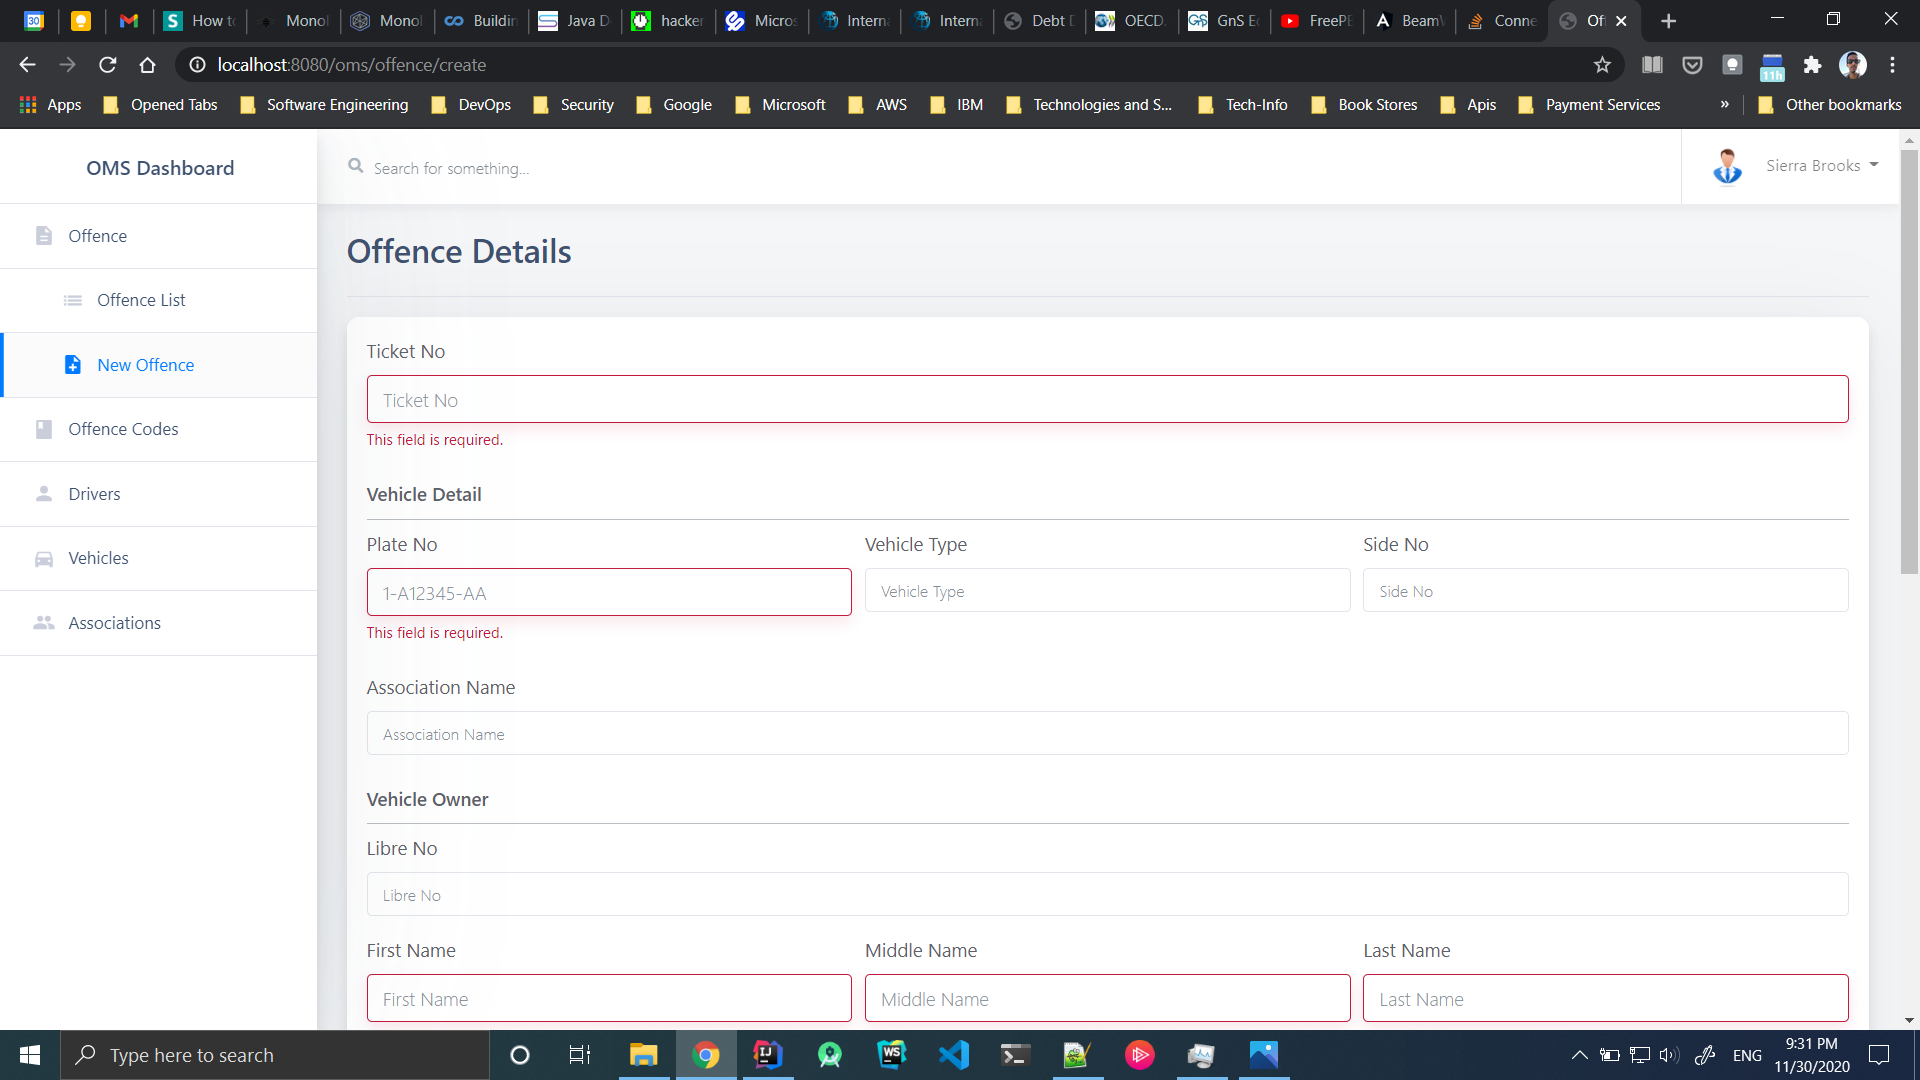 30 How to Monol Monol Buildin Java D hacker Micros Interna Interna Debt D OECD. GnS Ec FreePB BeamV Conne Off
localhost:8080/oms/offence/create
11h
Apps Opened Tabs Software Engineering DevOps Security Google Microsoft AWS IBM Technologies and S... Tech-Info Book Stores Apis Payment Services » Other bookmarks
OMS Dashboard
Search for something...
Sierra Brooks
Offence
Offence List
New Offence
Offence Codes
Drivers
Vehicles
Associations
Offence Details
Ticket No
Ticket No
This field is required.
Vehicle Detail
Plate No Vehicle Type Side No
1-A12345-AA Vehicle Type Side No
This field is required.
Association Name
Association Name
Vehicle Owner
Libre No
Libre No
First Name Middle Name Last Name
First Name Middle Name Last Name
Type here to search
ENG
9:31 PM
11/30/2020